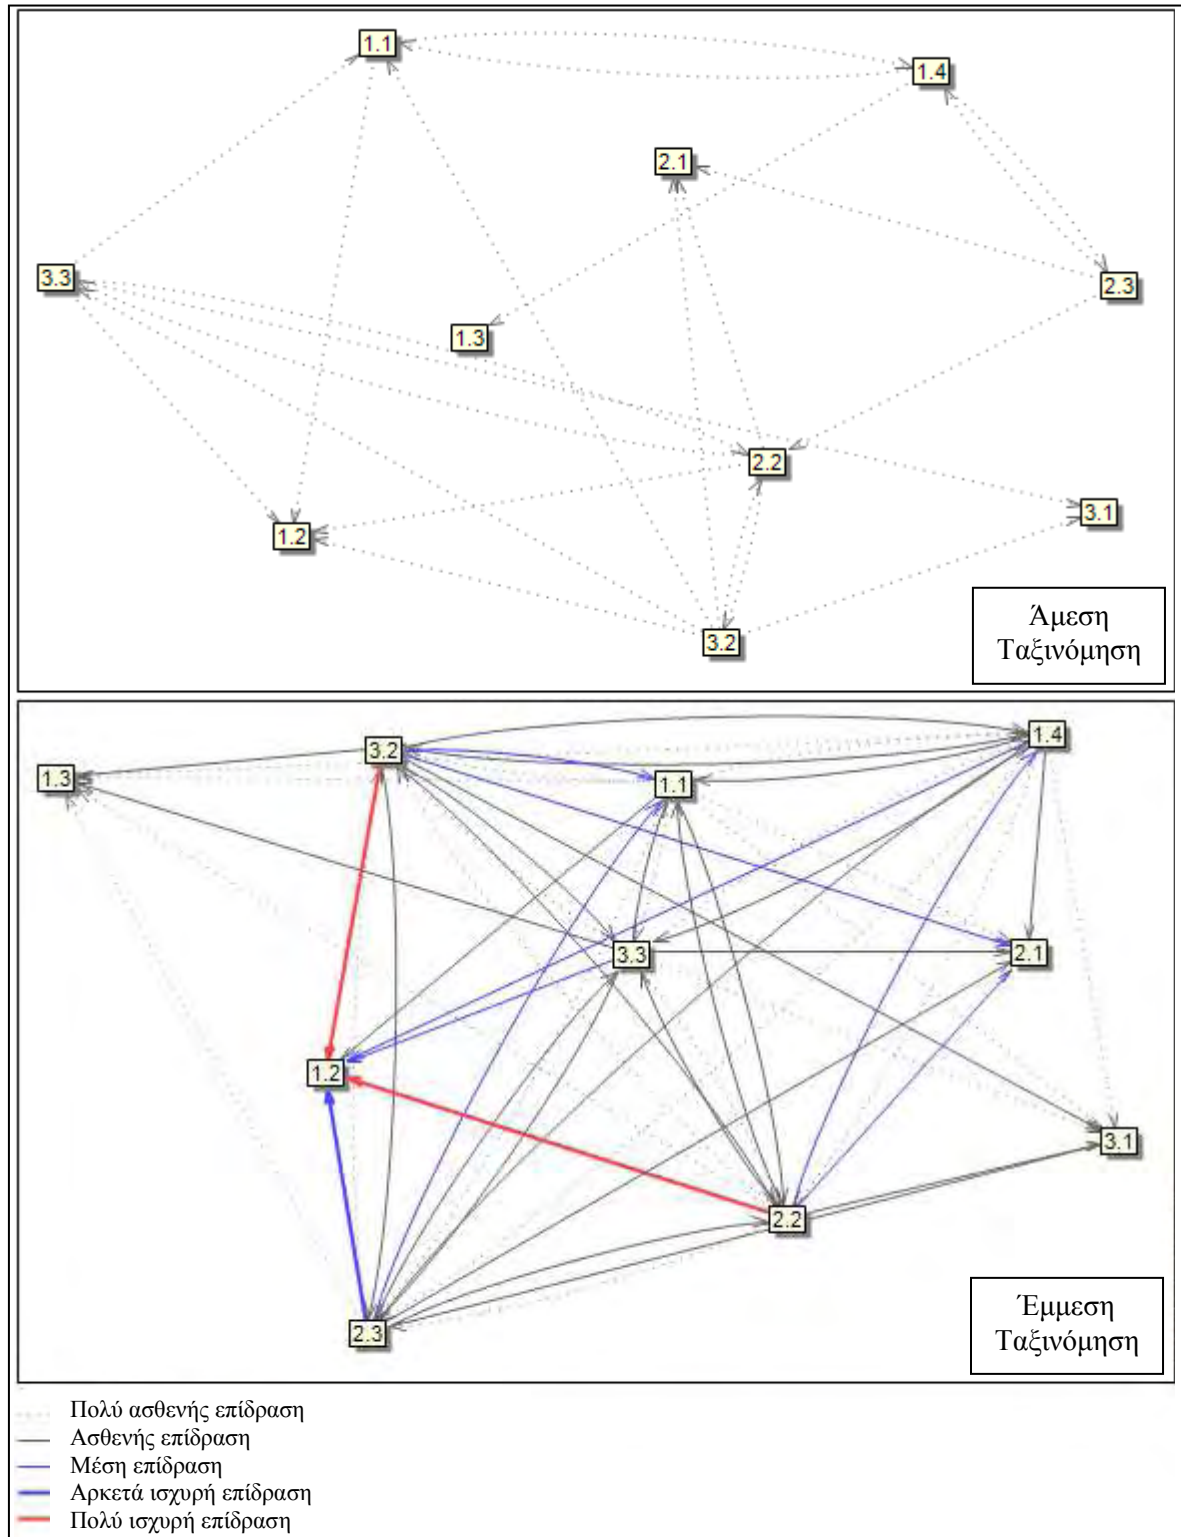 1.1
1.4
2.1
3.3
2.3
1.3
2.2
3.1
1.2
3.2
Άμεση
Ταξινόμηση
1.4
3.2
1.3
1.1
3.3
2.1
1.2
3.1
2.2
2.3
Έμμεση
Ταξινόμηση
Πολύ ασθενής επίδραση
Ασθενής επίδραση
Μέση επίδραση
Αρκετά ισχυρή επίδραση
Πολύ ισχυρή επίδραση